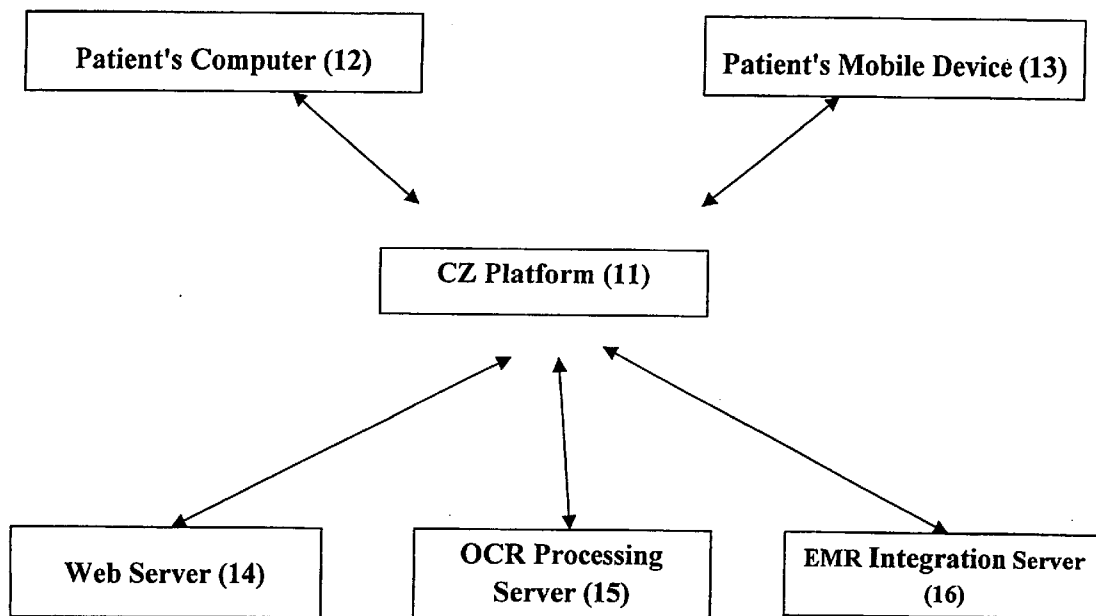 Patient's Computer (12)
Patient's Mobile Device (13)
CZ Platform (11)
Web Server (14)
OCR Processing
Server (15)
EMR Integration Server
(16)